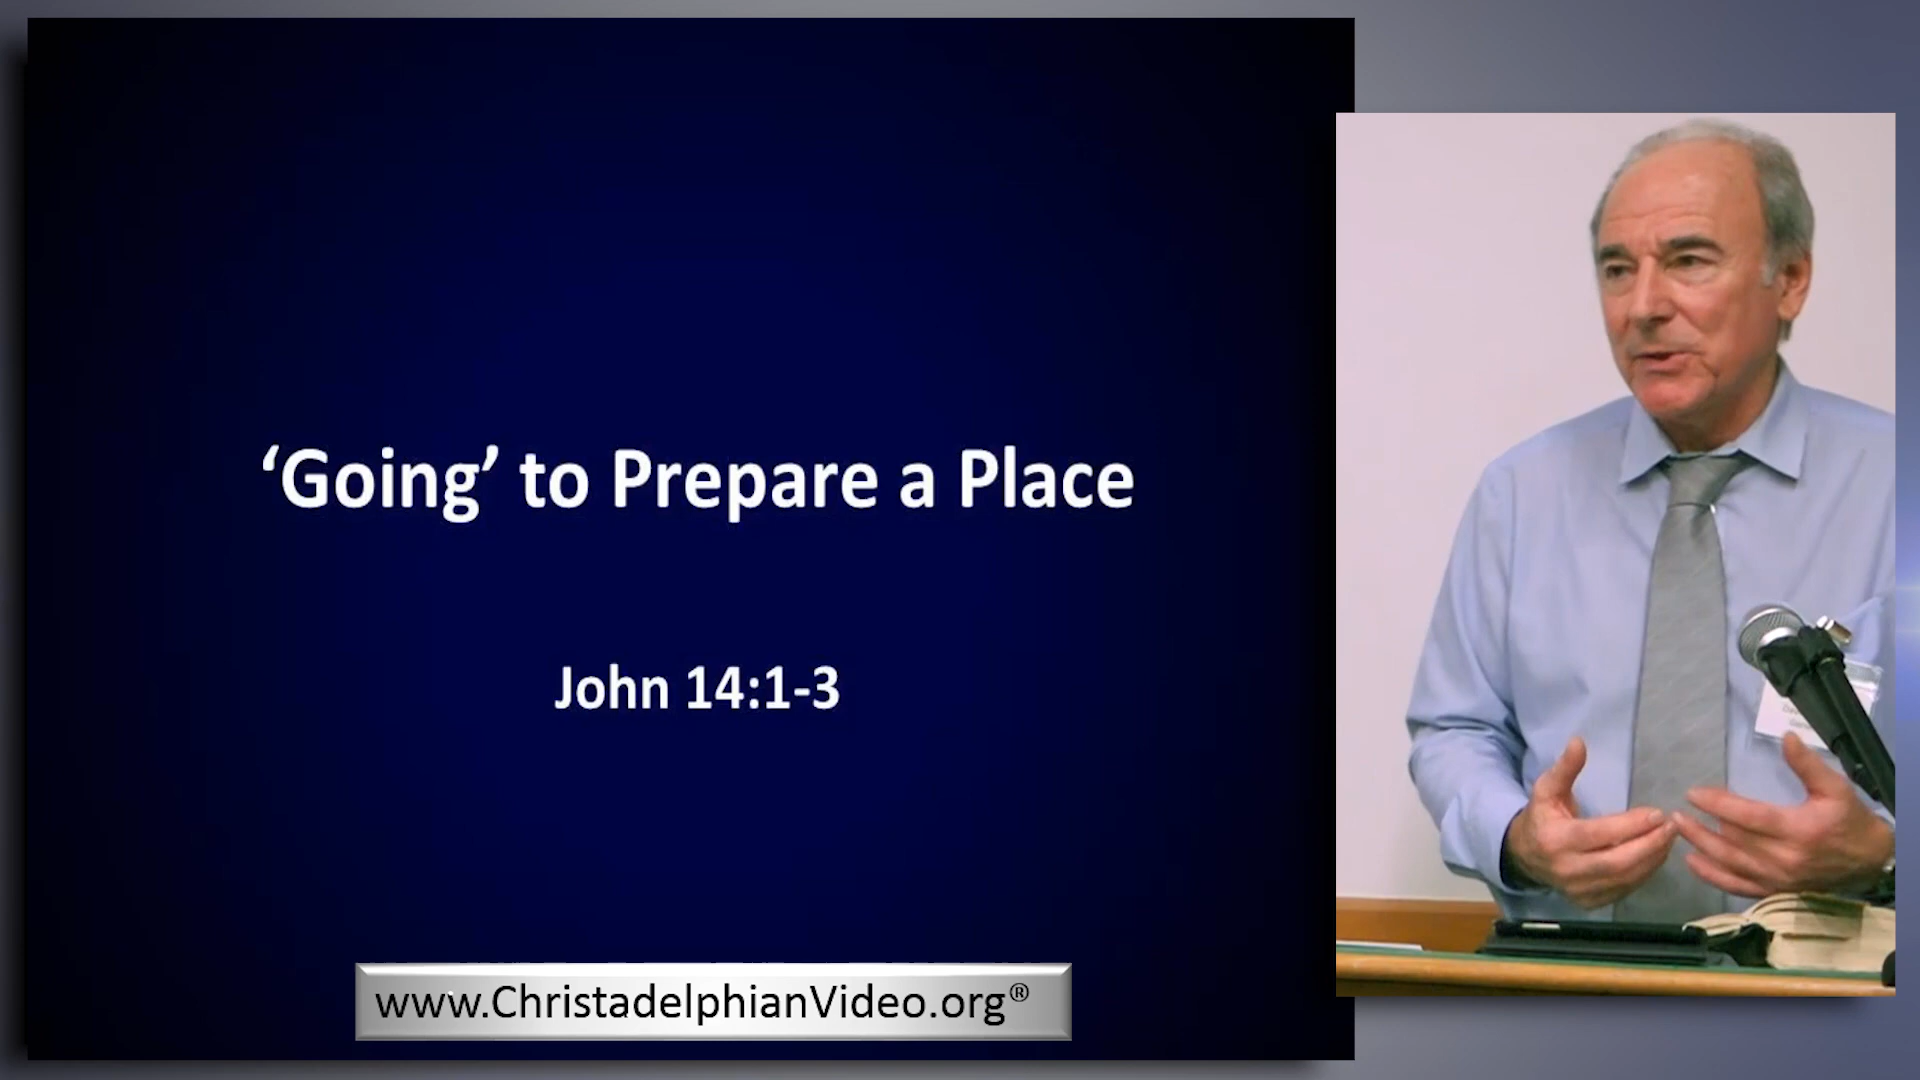 ‘Going’ to Prepare a Place
John 14:1-3
www.ChristadelphianVideo.org®